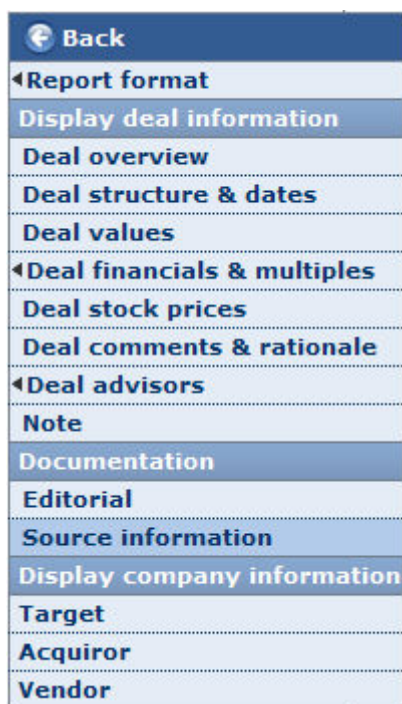 Back
Report format
Display deal information
Deal overview
Deal structure & dates
Deal values
Deal financials & multiples
Deal stock prices
Deal comments & rationale
Deal advisors
Note
Documentation
Editorial
Source information
Display company information
Target
Acquiror
Vendor